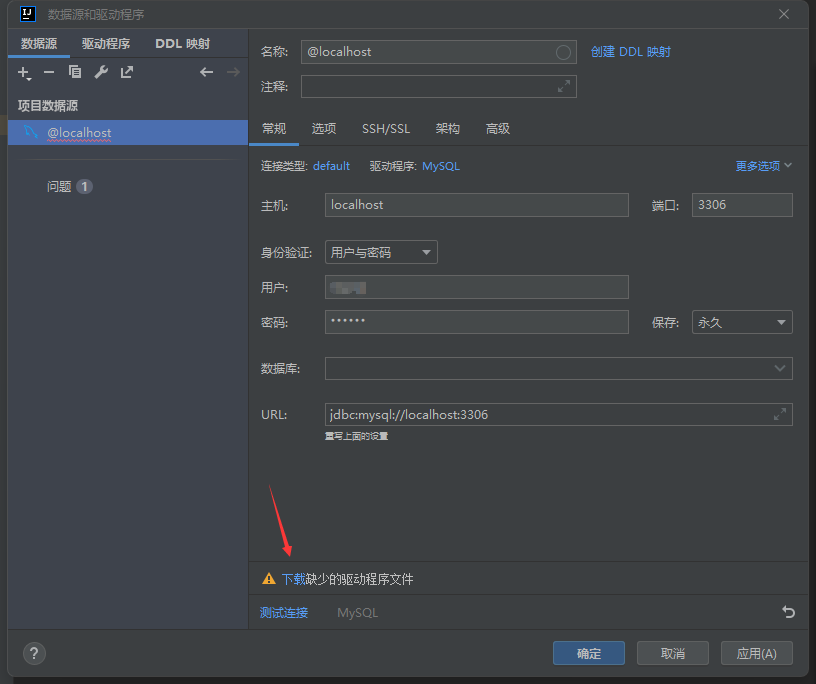 数据源和驱动程序
数据源 驱动程序 DDL 映射
项目数据源
@localhost
问题 1
名称: @localhost 创建 DDL 映射
注释:
常规 选项 SSH/SSL 架构 高级
连接类型: default 驱动程序: MySQL 更多选项
主机: localhost 端口: 3306
身份验证: 用户与密码
用户:
密码: •••••• 保存: 永久
数据库:
URL: jdbc:mysql://localhost:3306
重写上面的设置
下载缺少的驱动程序文件
测试连接 MySQL
? 确定 取消 应用(A)